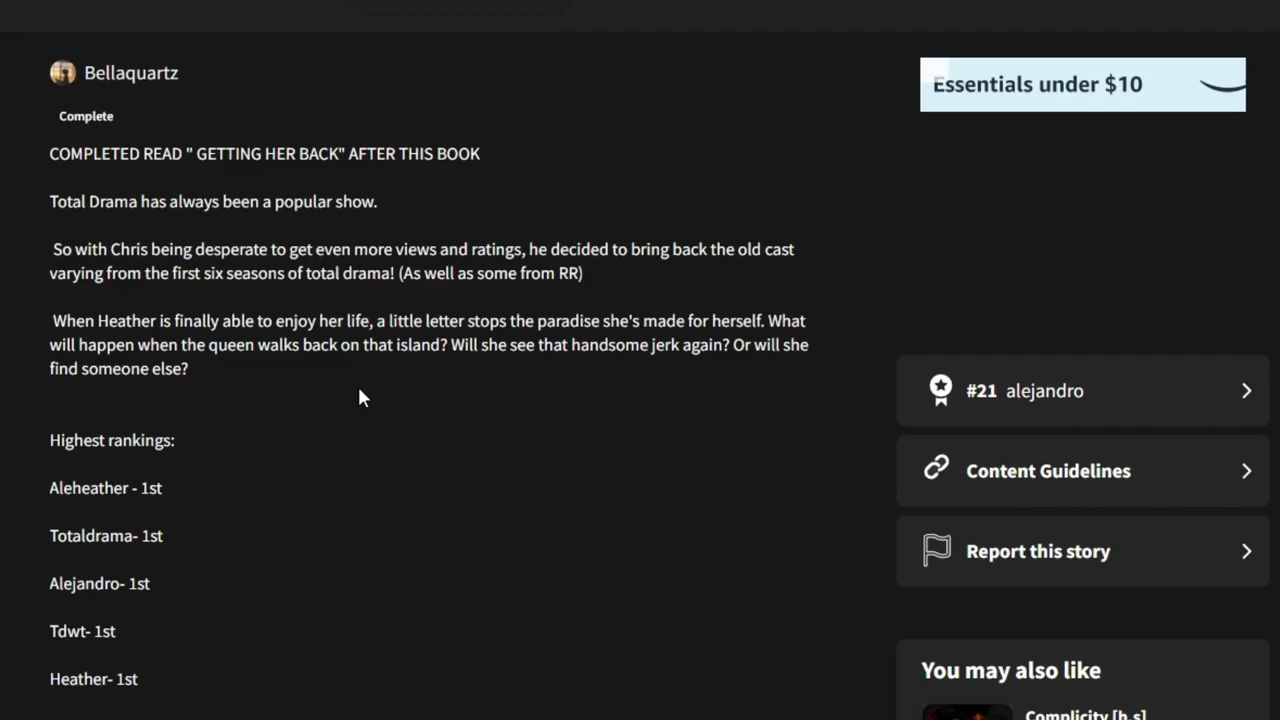 Bellaquartz
Complete
COMPLETED READ " GETTING HER BACK" AFTER THIS BOOK
Total Drama has always been a popular show.
So with Chris being desperate to get even more views and ratings, he decided to bring back the old cast
varying from the first six seasons of total drama! (As well as some from RR)
When Heather is finally able to enjoy her life, a little letter stops the paradise she's made for herself. What
will happen when the queen walks back on that island? Will she see that handsome jerk again? Or will she
find someone else?
Highest rankings:
Aleheather - 1st
Totaldrama- 1st
Alejandro- 1st
Tdwt- 1st
Heather- 1st
Essentials under $10
#21 alejandro
Content Guidelines
Report this story
You may also like
Complicity [h.s]